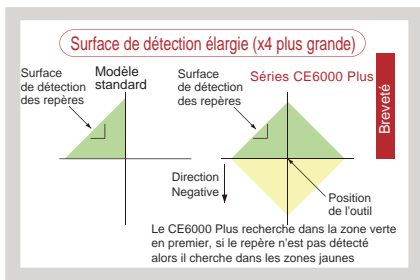 Surface de détection élargie (x4 plus grande)
Surface
de détection
des repères
Modèle
standard
Surface
de détection
des repères
Séries CE6000 Plus
Breveté
Direction
Negative
Position
de l'outil
Le CE6000 Plus recherche dans la zone verte
en premier, si le repère n'est pas détecté
alors il cherche dans les zones jaunes